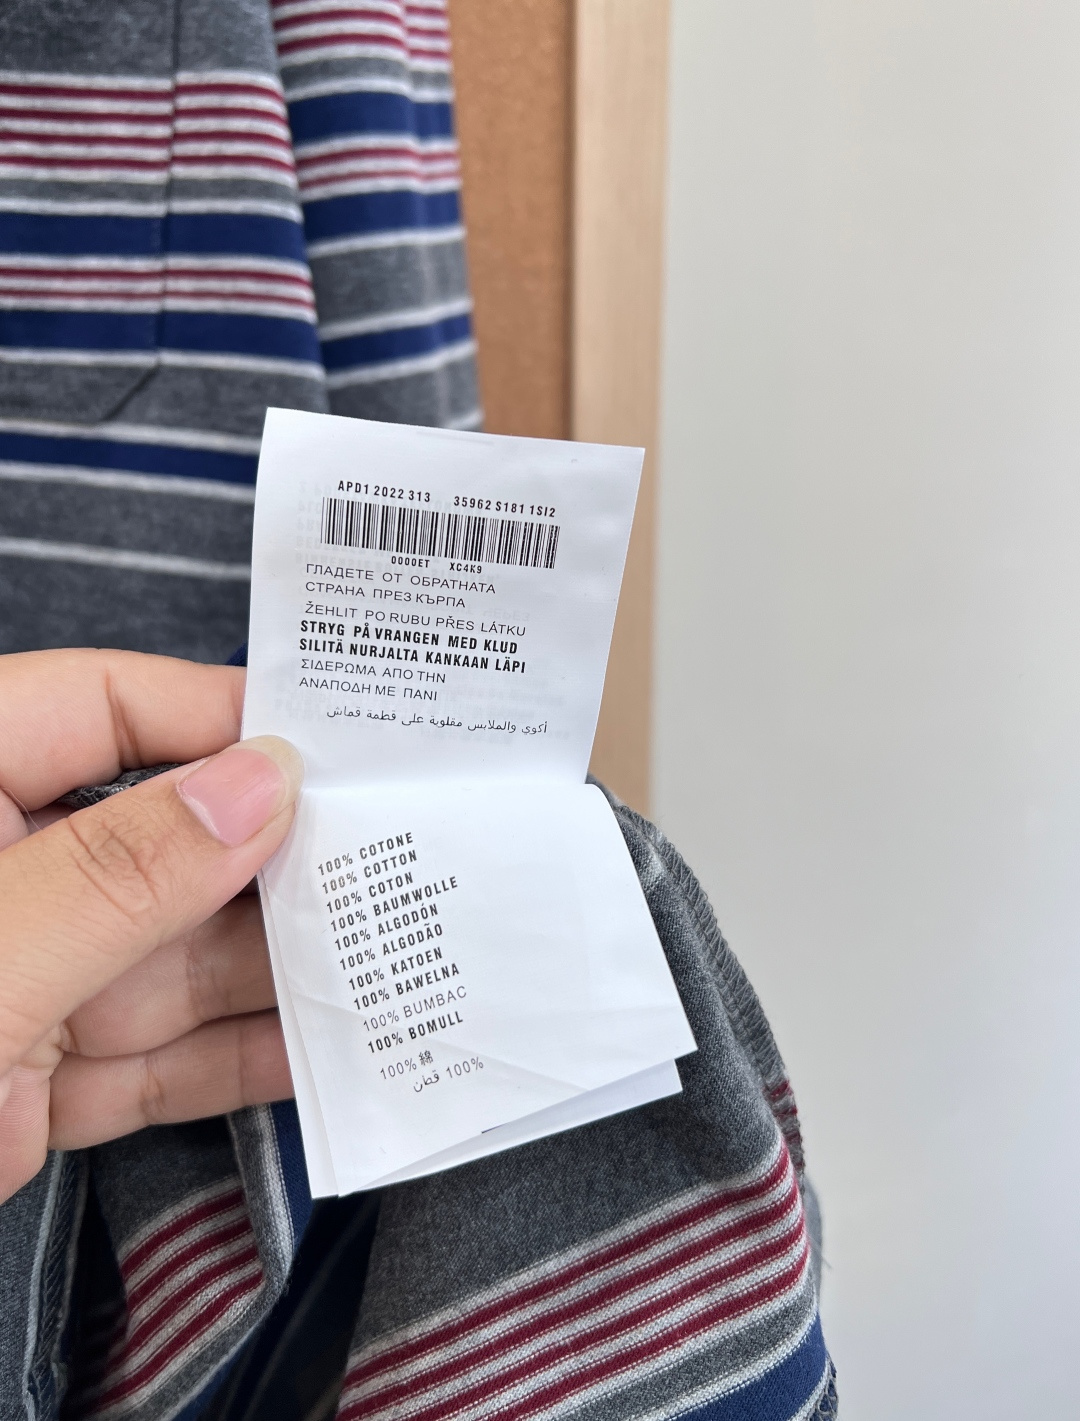 APD1 2022 313 35962 S181 1SI2
0000ET XC4K9
ГЛАДЕТЕ ОТ ОБРАТНАТА
СТРАНА ПРЕЗ КЪРПА
ŽEHLIT PO RUBU PŘES LÁTKU
STRYG PÅ VRANGEN MED KLUD
SILITÄ NURJALTA KANKAAN LÄPI
ΣΙΔΕΡΩΜΑ ΑΠΟ ΤΗΝ
ΑΝΑΠΟΔΗ ΜΕ ΠΑΝΙ
أكوي والملابس مقلوبة على قطمة قماش
100% COTONE
100% COTTON
100% COTON
100% BAUMWOLLE
100% ALGODÓN
100% ALGODÃO
100% KATOEN
100% BAWELNA
100% BUMBAC
100% BOMULL
100% 綿
100% قطن